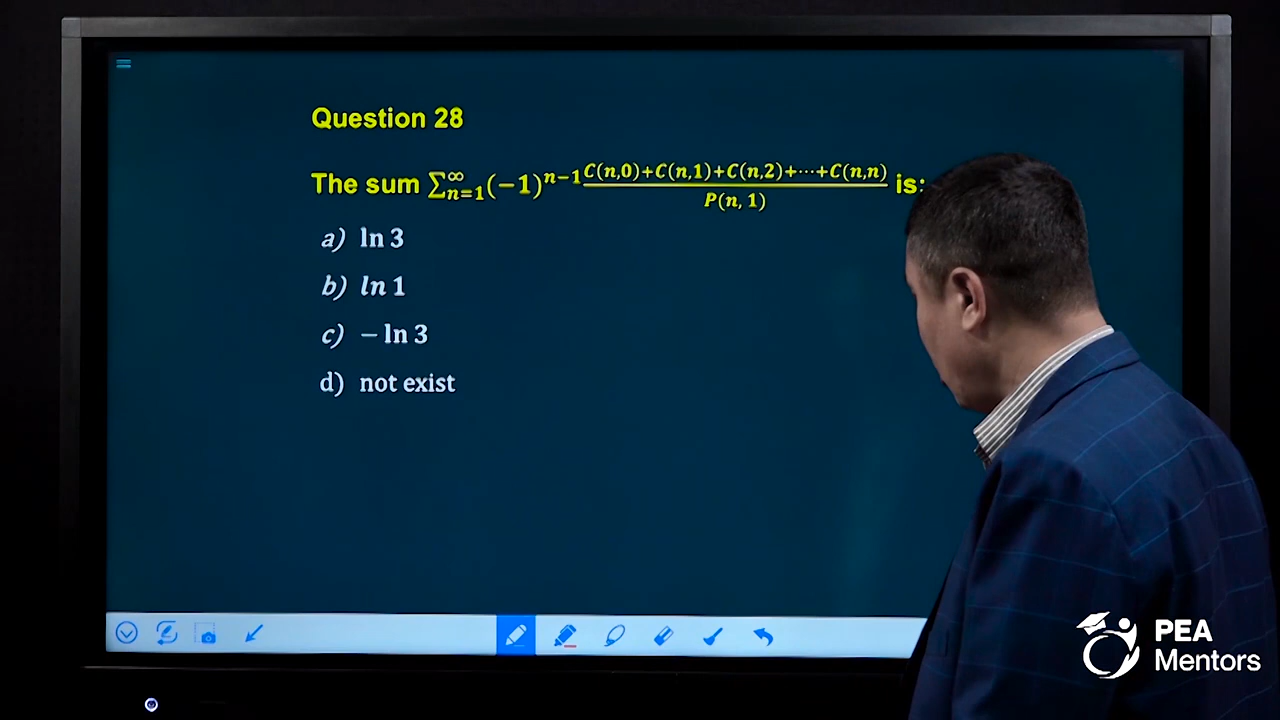 Question 28
The sum ∑_{n=1}^{∞}(−1)^{n−1} \frac{C(n,0)+C(n,1)+C(n,2)+⋯+C(n,n)}{P(n,1)} is:
a) ln 3
b) ln 1
c) − ln 3
d) not exist
PEA
Mentors